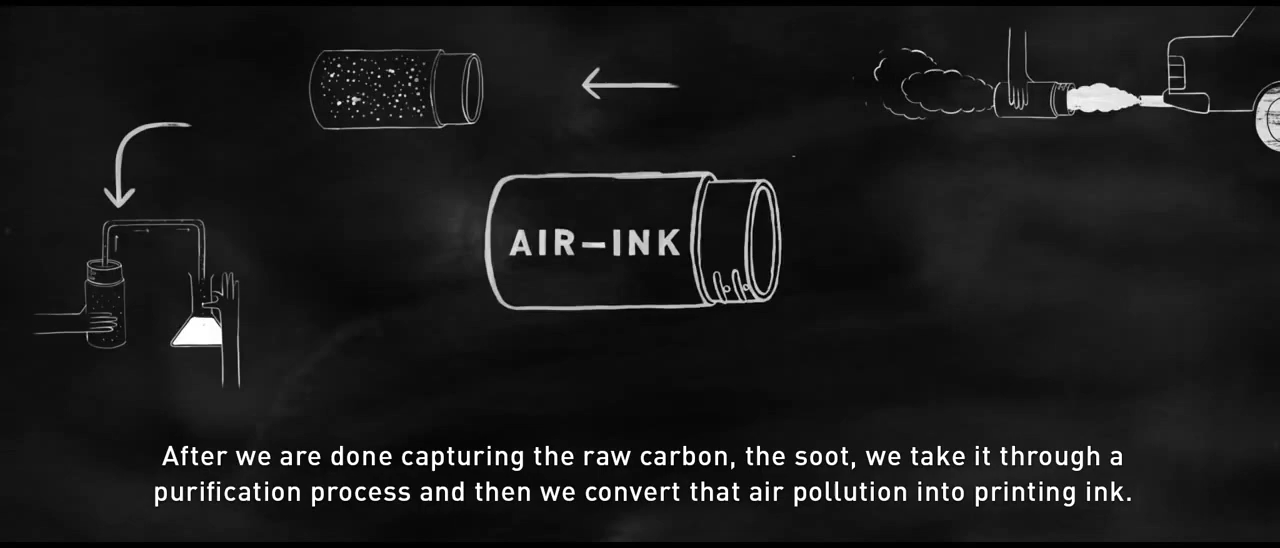 AIR–INK
After we are done capturing the raw carbon, the soot, we take it through a
purification process and then we convert that air pollution into printing ink.